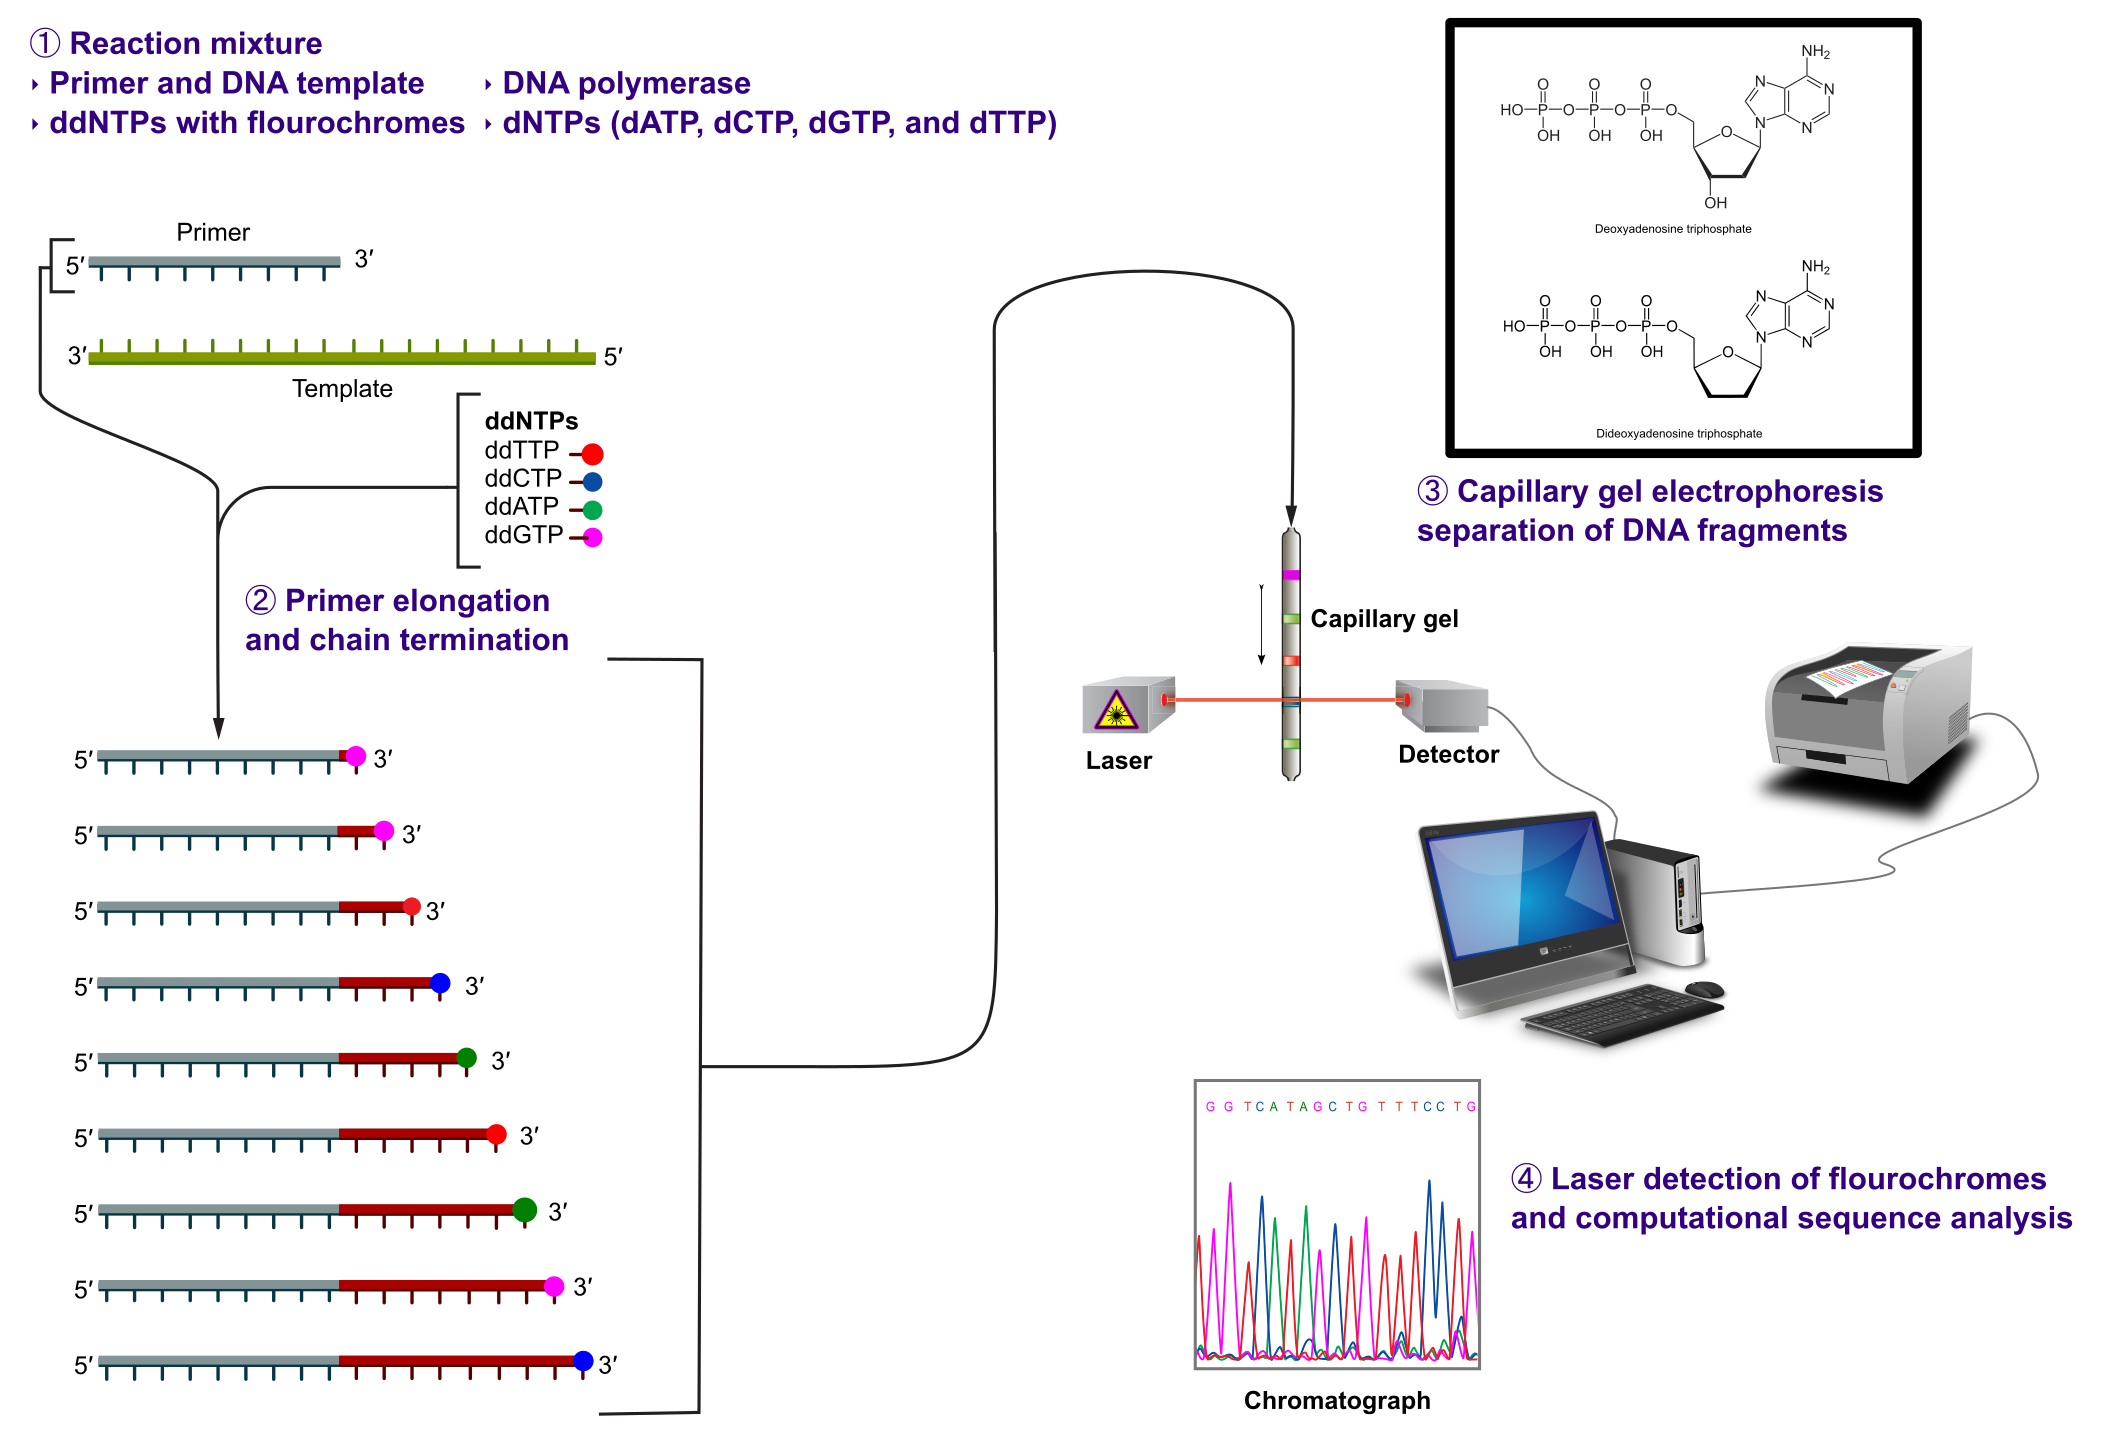 ① Reaction mixture
‣ Primer and DNA template
‣ DNA polymerase
‣ ddNTPs with flourochromes
‣ dNTPs (dATP, dCTP, dGTP, and dTTP)
Primer
5′
3′
3′
5′
Template
ddNTPs
ddTTP
ddCTP
ddATP
ddGTP
② Primer elongation
and chain termination
5′ 3′
5′ 3′
5′ 3′
5′ 3′
5′ 3′
5′ 3′
5′ 3′
5′ 3′
5′ 3′
NH2
N
N
N
N
O O O
HO P O P O P O
OH OH OH
O
OH
Deoxyadenosine triphosphate
NH2
N
N
N
N
O O O
HO P O P O P O
OH OH OH
O
Dideoxyadenosine triphosphate
③ Capillary gel electrophoresis
separation of DNA fragments
Capillary gel
Laser
Detector
G G T C A T A G C T G T T T C C T G
Chromatograph
④ Laser detection of flourochromes
and computational sequence analysis